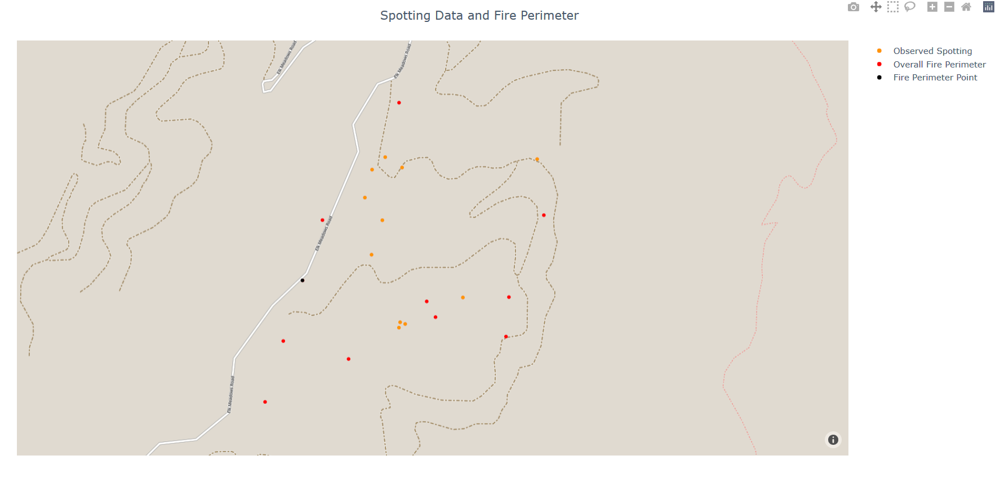 Spotting Data and Fire Perimeter
Observed Spotting
Overall Fire Perimeter
Fire Perimeter Point
Elk Meadows Road
Elk Meadows Road
Elk Meadows Road
Elk Meadows Road